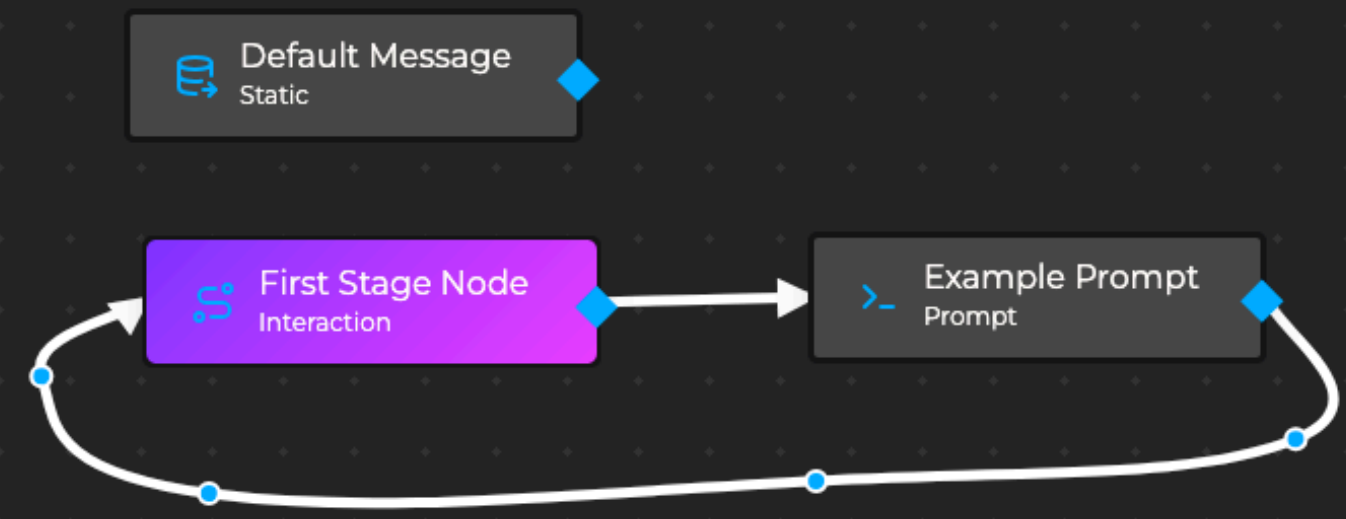 Default Message
Static
First Stage Node
Interaction
Example Prompt
Prompt